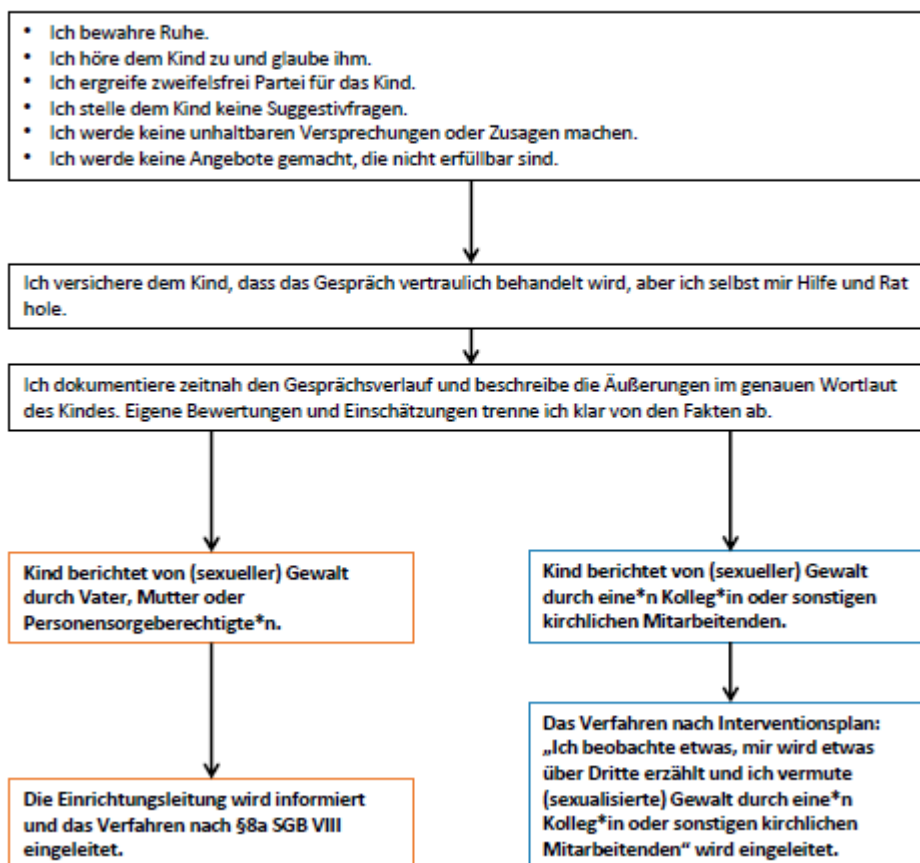 • Ich bewahre Ruhe.
• Ich höre dem Kind zu und glaube ihm.
• Ich ergreife zweifelsfrei Partei für das Kind.
• Ich stelle dem Kind keine Suggestivfragen.
• Ich werde keine unhaltbaren Versprechungen oder Zusagen machen.
• Ich werde keine Angebote gemacht, die nicht erfüllbar sind.
Ich versichere dem Kind, dass das Gespräch vertraulich behandelt wird, aber ich selbst mir Hilfe und Rat
hole.
Ich dokumentiere zeitnah den Gesprächsverlauf und beschreibe die Äußerungen im genauen Wortlaut
des Kindes. Eigene Bewertungen und Einschätzungen trenne ich klar von den Fakten ab.
Kind berichtet von (sexueller) Gewalt
durch Vater, Mutter oder
Personensorgeberechtigte*n.
Kind berichtet von (sexueller) Gewalt
durch eine*n Kolleg*in oder sonstigen
kirchlichen Mitarbeitenden.
Die Einrichtungsleitung wird informiert
und das Verfahren nach §8a SGB VIII
eingeleitet.
Das Verfahren nach Interventionsplan:
„Ich beobachte etwas, mir wird etwas
über Dritte erzählt und ich vermute
(sexualisierte) Gewalt durch eine*n
Kolleg*in oder sonstigen kirchlichen
Mitarbeitenden“ wird eingeleitet.